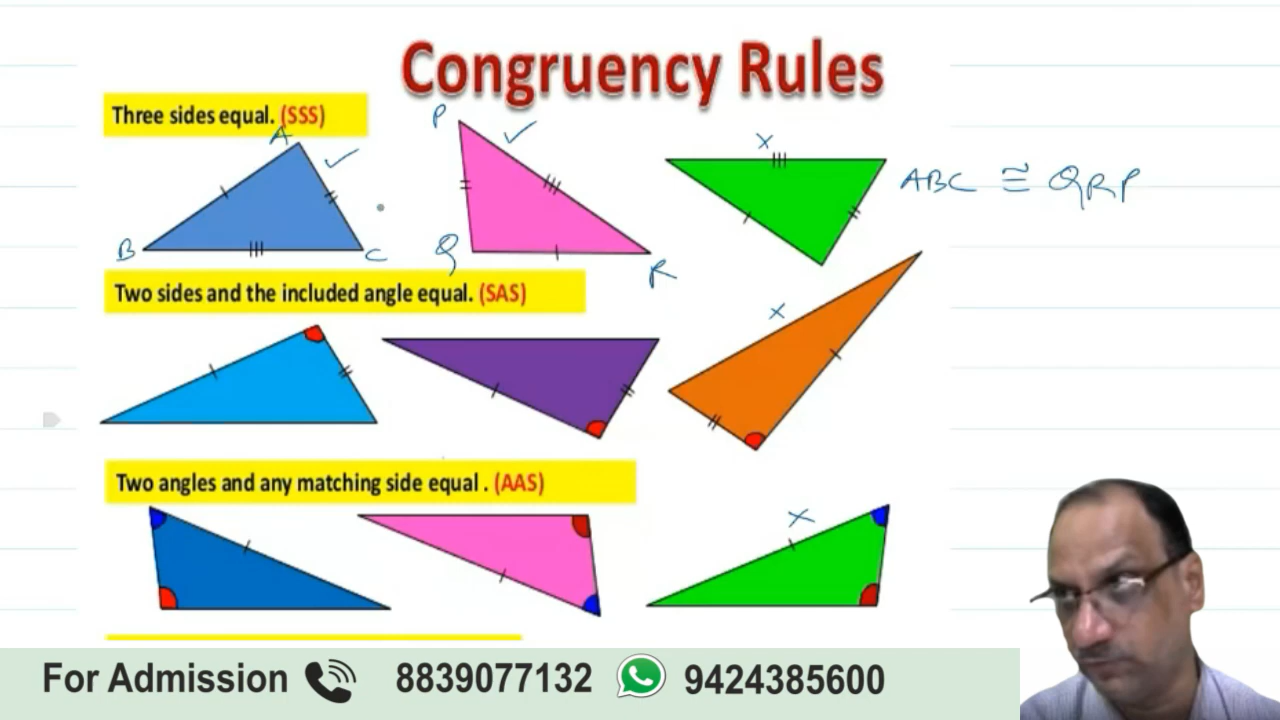 Congruency Rules
Three sides equal. (SSS)
A
P
x
B
C
Q
R
ABC ≅ QRP
Two sides and the included angle equal. (SAS)
x
Two angles and any matching side equal . (AAS)
x
For Admission 8839077132 9424385600